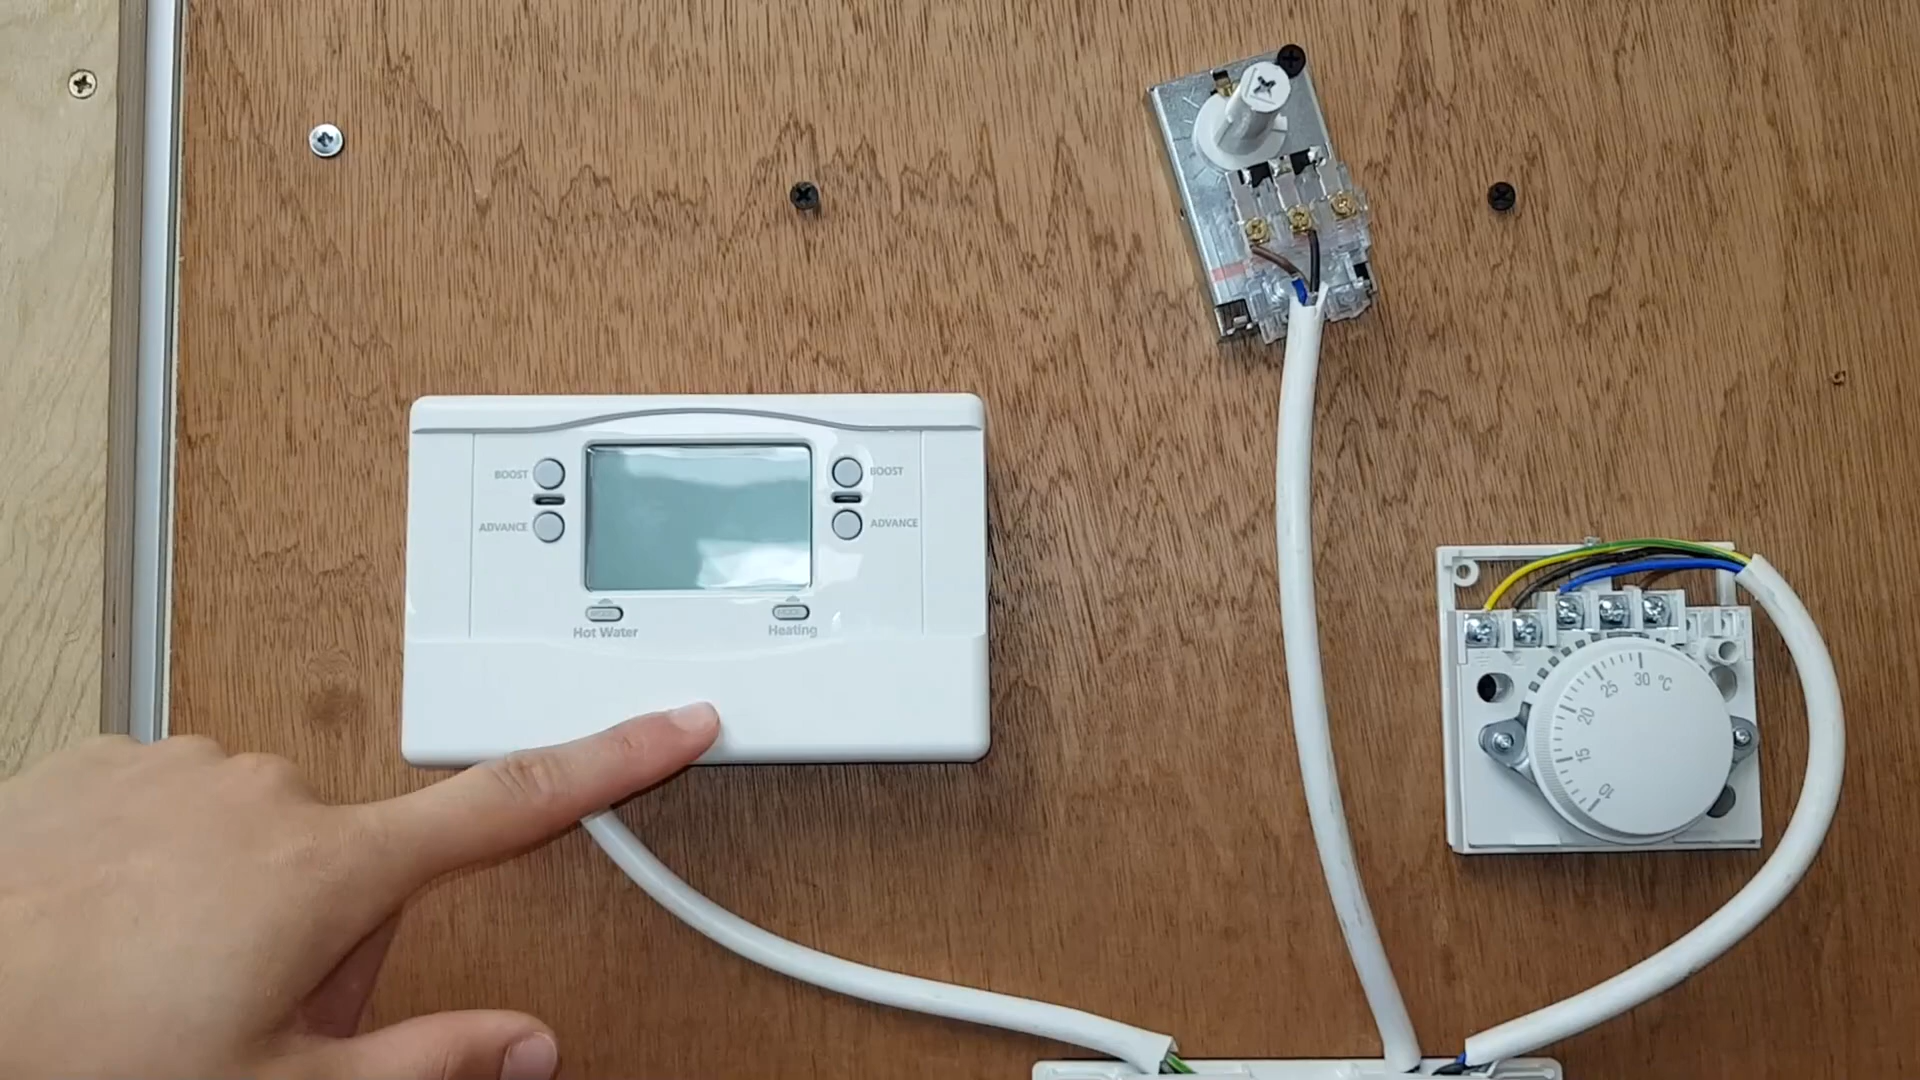 BOOST
BOOST
ADVANCE
ADVANCE
Hot Water
Heating
30 °C
25
20
15
10